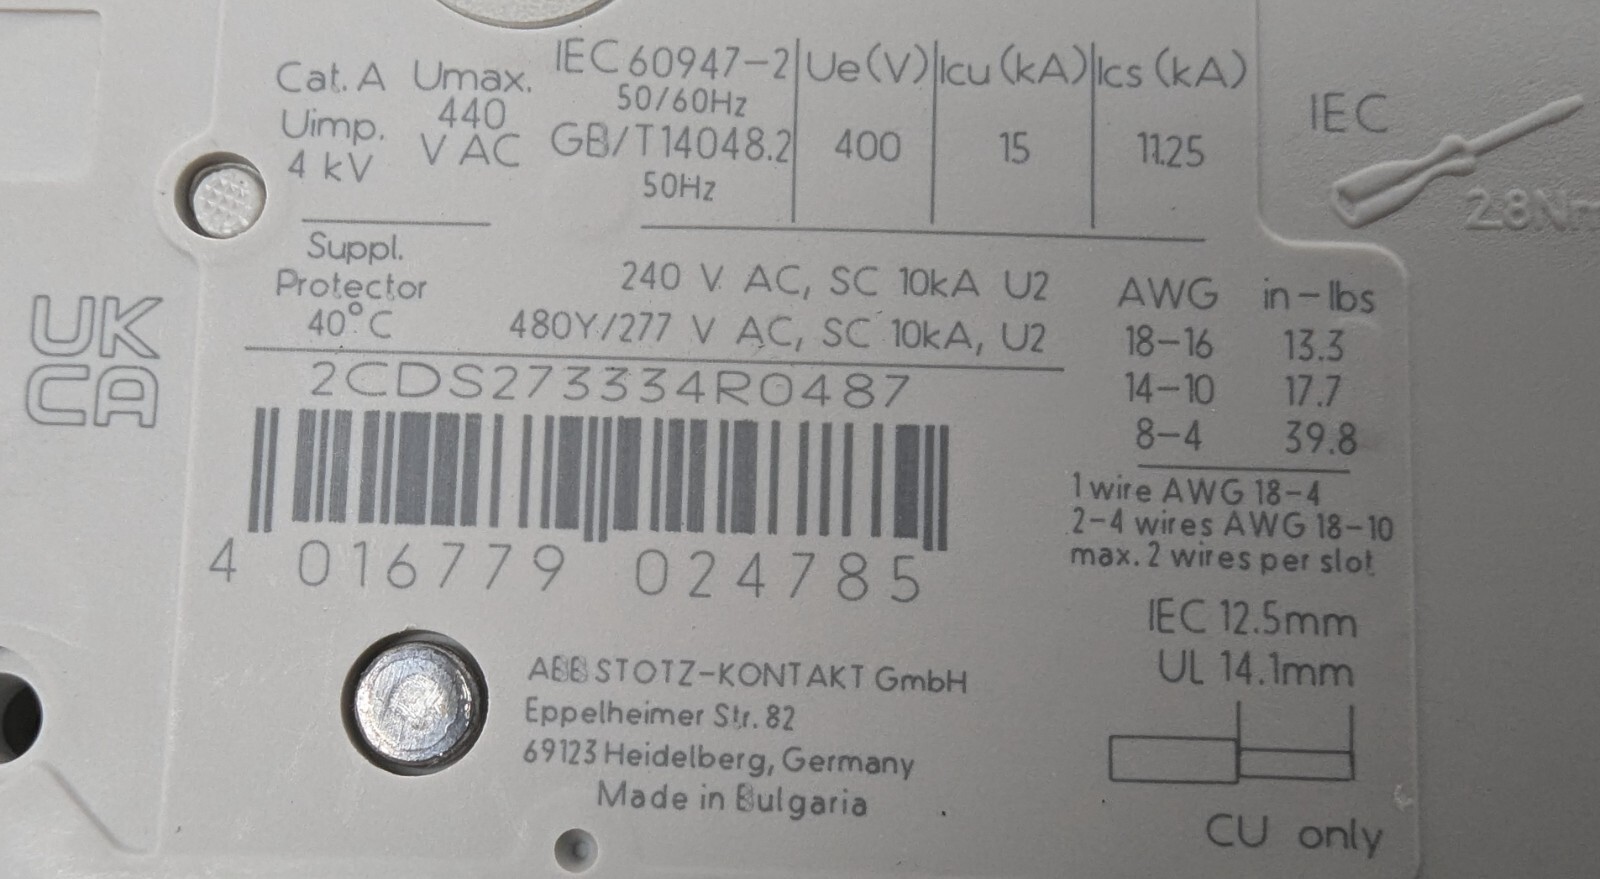 Cat. A Umax. 440 V AC
Uimp. 4 kV
IEC 60947-2 Ue(V) Icu (kA) Ics (kA)
50/60Hz
GB/T14048.2 400 15 11.25
50Hz
IEC
2.8Nm
Suppl.
Protector
40°C
240 V AC, SC 10kA U2
480Y/277 V AC, SC 10kA, U2
AWG in-lbs
18-16 13.3
14-10 17.7
8-4 39.8
1 wire AWG 18-4
2-4 wires AWG 18-10
max. 2 wires per slot
UK
CA
2CDS273334R0487
4 016779 024785
IEC 12.5mm
UL 14.1mm
CU only
ABB STOTZ-KONTAKT GmbH
Eppelheimer Str. 82
69123 Heidelberg, Germany
Made in Bulgaria